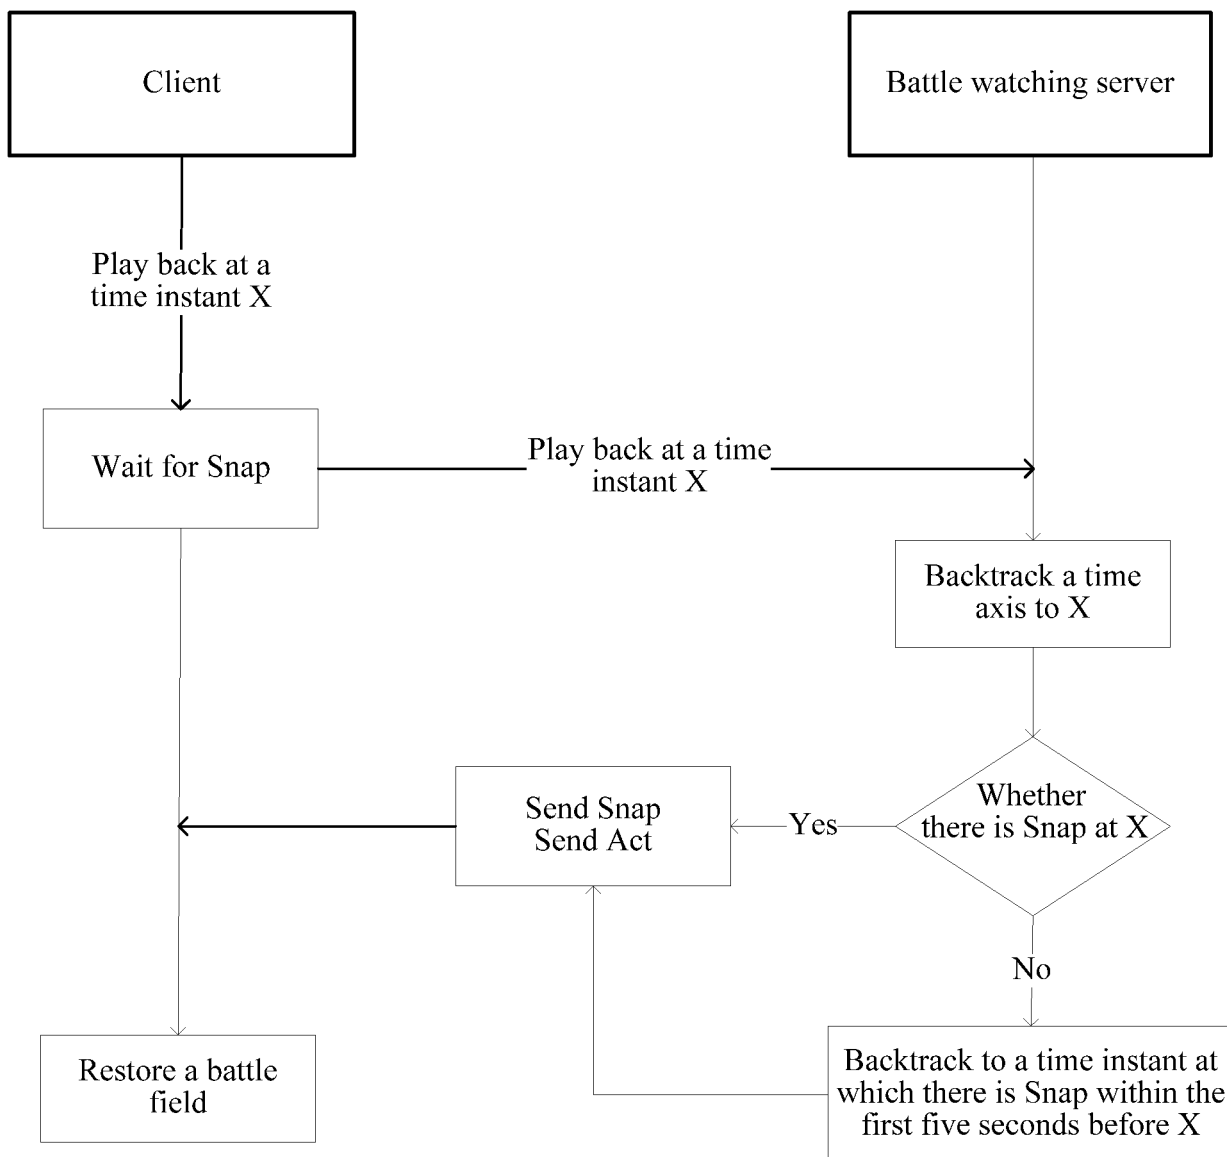 Client
Battle watching server
Play back at a
time instant X
Wait for Snap
Play back at a time
instant X
Backtrack a time
axis to X
Whether
there is Snap at X
Yes
Send Snap
Send Act
No
Restore a battle
field
Backtrack to a time instant at
which there is Snap within the
first five seconds before X